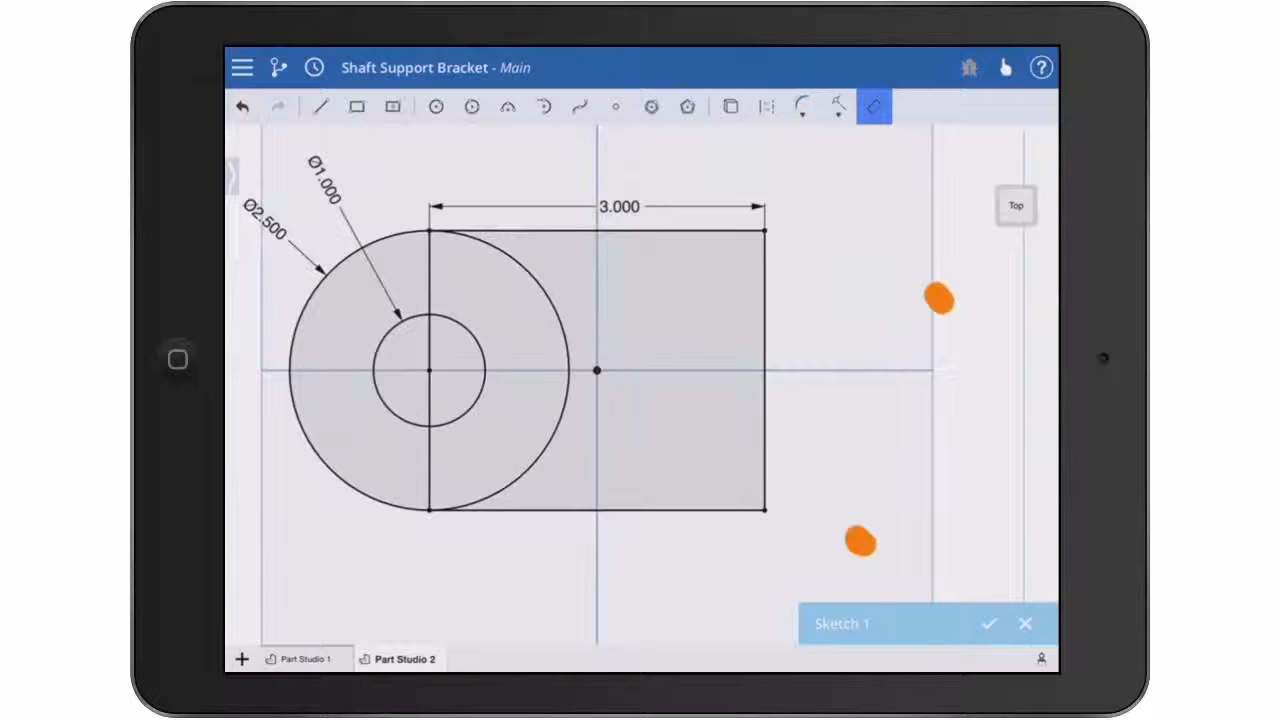 Shaft Support Bracket - Main
Ø1.000
Ø2.500
3.000
Top
Sketch 1
Part Studio 1
Part Studio 2